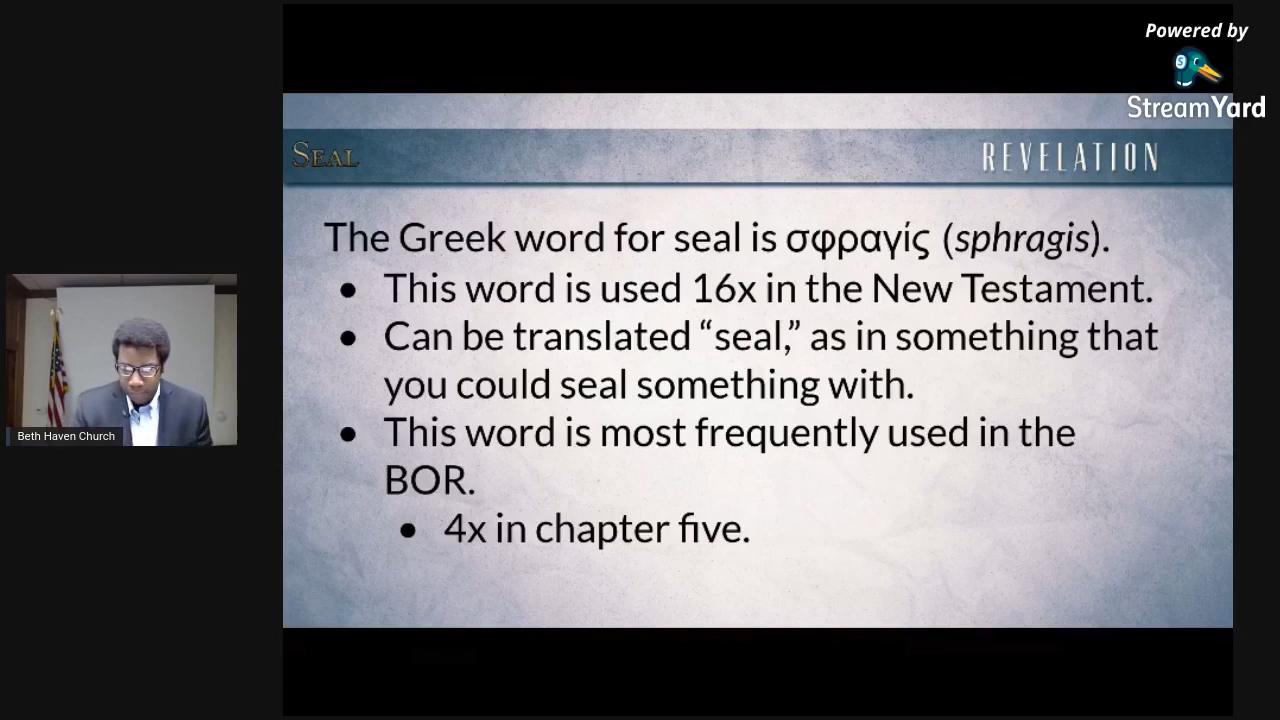 Powered by
StreamYard
SEAL
REVELATION
The Greek word for seal is σφραγίς (sphragis).
• This word is used 16x in the New Testament.
• Can be translated “seal,” as in something that
you could seal something with.
• This word is most frequently used in the
BOR.
• 4x in chapter five.
Beth Haven Church